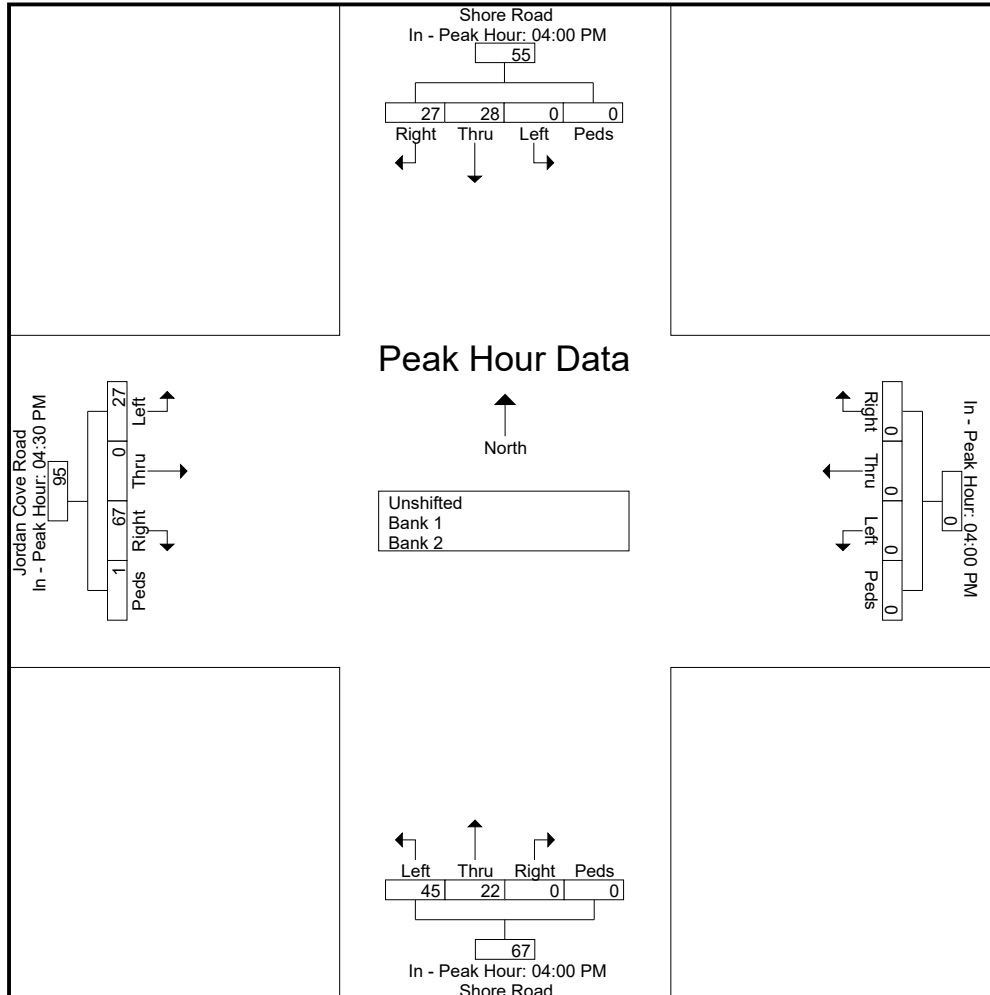 Shore Road
In - Peak Hour: 04:00 PM
55
27 28 0 0
Right Thru Left Peds
Peak Hour Data
North
Unshifted
Bank 1
Bank 2
Jordan Cove Road
In - Peak Hour: 04:30 PM
95
27 0 67 1
Left Thru Right Peds
In - Peak Hour: 04:00 PM
0
0 0 0 0
Right Thru Left Peds
Left Thru Right Peds
45 22 0 0
67
In - Peak Hour: 04:00 PM
Shore Road